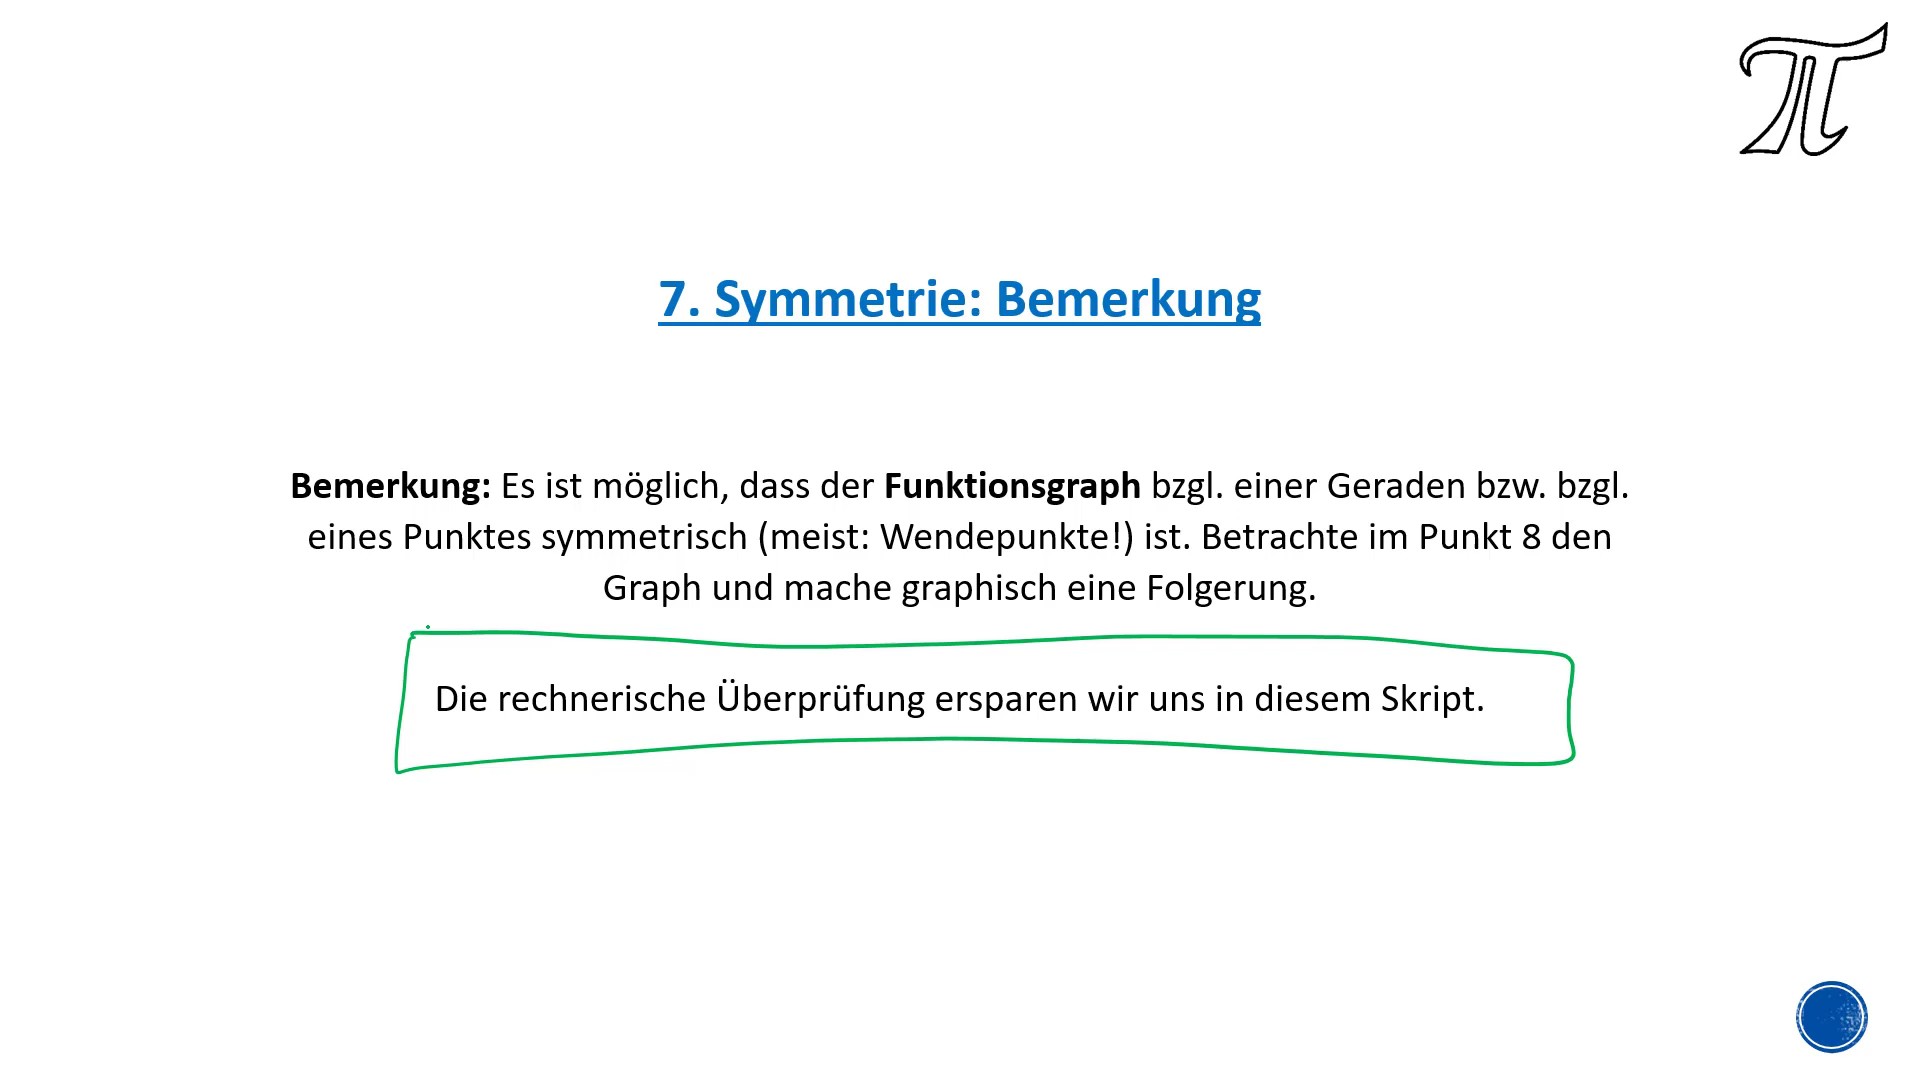 π
7. Symmetrie: Bemerkung
Bemerkung: Es ist möglich, dass der Funktionsgraph bzgl. einer Geraden bzw. bzgl.
eines Punktes symmetrisch (meist: Wendepunkte!) ist. Betrachte im Punkt 8 den
Graph und mache graphisch eine Folgerung.
Die rechnerische Überprüfung ersparen wir uns in diesem Skript.